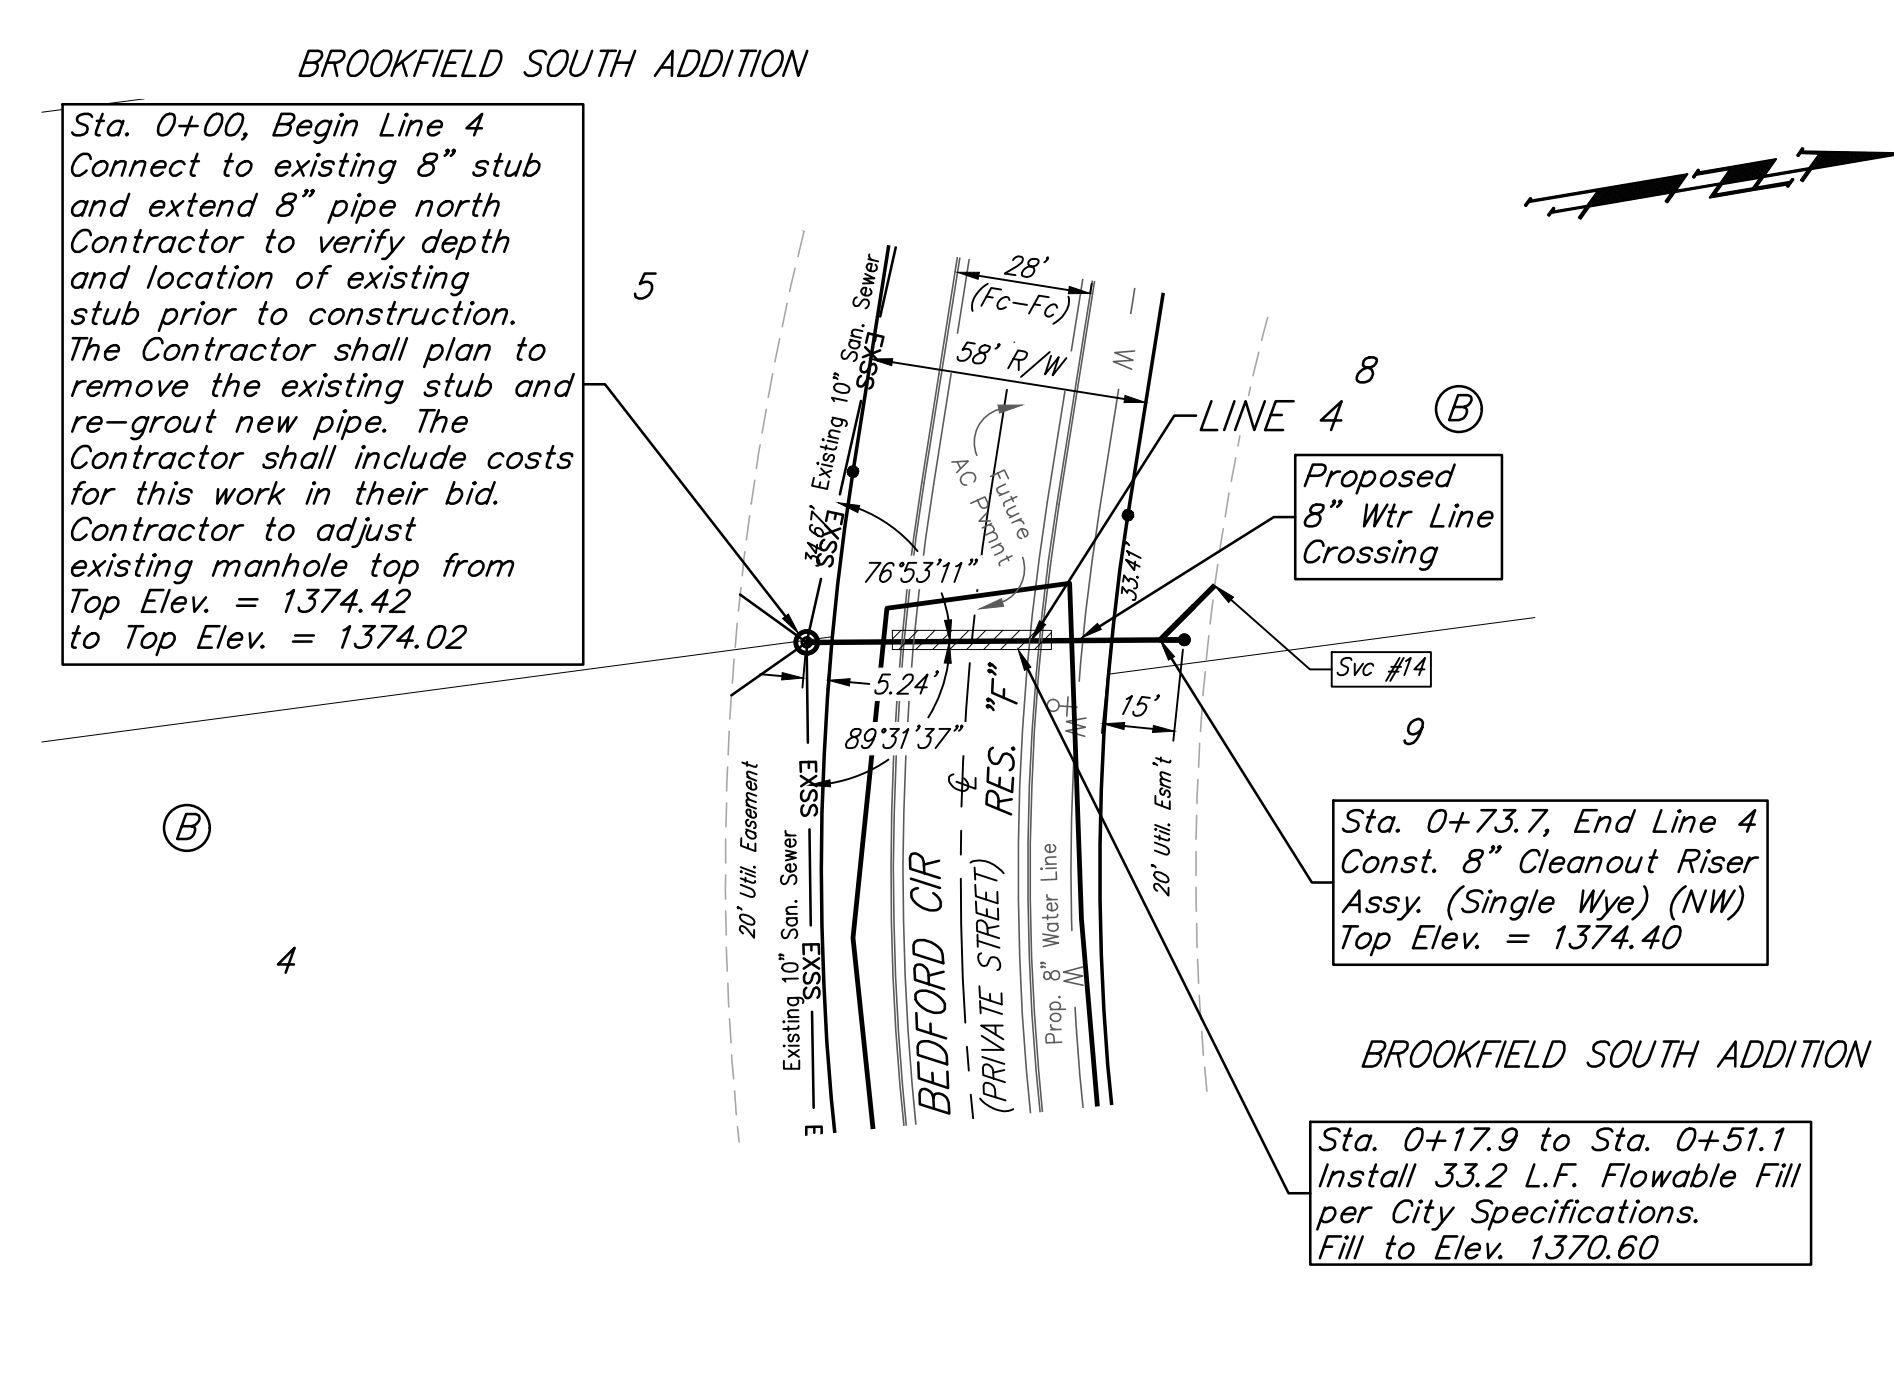 BROOKFIELD SOUTH ADDITION
Sta. 0+00, Begin Line 4
Connect to existing 8" stub
and extend 8" pipe north
Contractor to verify depth
and location of existing
stub prior to construction.
The Contractor shall plan to
remove the existing stub and
re-grout new pipe. The
Contractor shall include costs
for this work in their bid.
Contractor to adjust
existing manhole top from
Top Elev. = 1374.42
to Top Elev. = 1374.02
5
Existing 10" San. Sewer
EXSS
EXSS
34.67'
28'
(Fc-Fc)
58' R/W
W
Future
AC Pvmnt
76°53'11"
LINE 4
8
B
Proposed
8" Wtr Line
Crossing
33.41'
Svc #14
5.24'
89°31'37"
15'
9
W
RES. "F"
℄
BEDFORD CIR
(PRIVATE STREET)
Prop. 8" Water Line
W
20' Util. Easement
EXSS
Existing 10" San. Sewer
EXSS
E
20' Util. Esm't
B
4
Sta. 0+73.7, End Line 4
Const. 8" Cleanout Riser
Assy. (Single Wye) (NW)
Top Elev. = 1374.40
BROOKFIELD SOUTH ADDITION
Sta. 0+17.9 to Sta. 0+51.1
Install 33.2 L.F. Flowable Fill
per City Specifications.
Fill to Elev. 1370.60